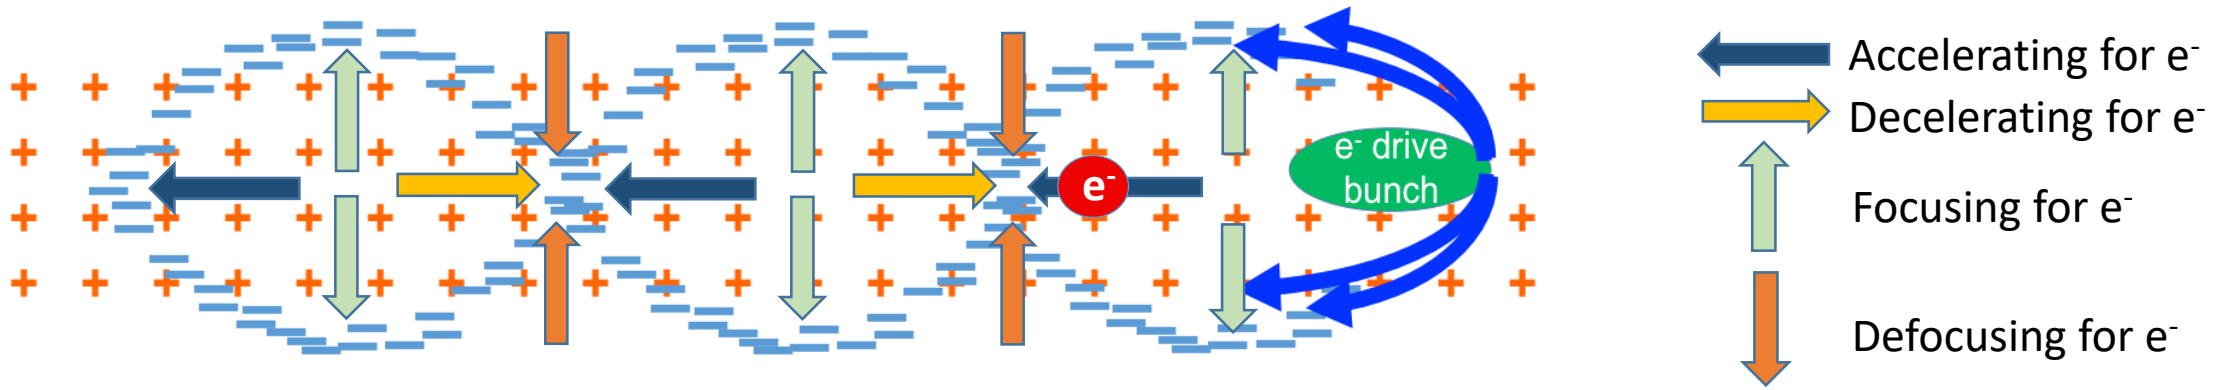 e- drive
bunch
e-
Accelerating for e-
Decelerating for e-
Focusing for e-
Defocusing for e-